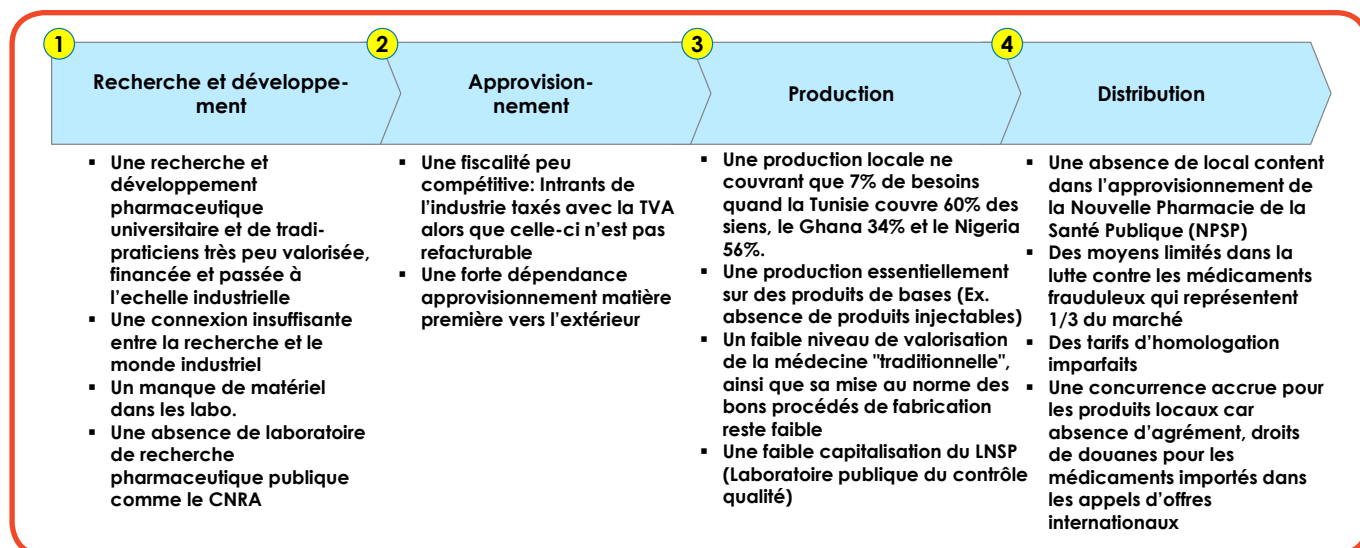 1
Recherche et développe-
ment
2
Approvision-
nement
3
Production
4
Distribution
▪ Une recherche et
développement
pharmaceutique
universitaire et de tradi-
praticiens très peu valorisée,
financée et passée à
l'echelle industrielle
▪ Une connexion insuffisante
entre la recherche et le
monde industriel
▪ Un manque de matériel
dans les labo.
▪ Une absence de laboratoire
de recherche
pharmaceutique publique
comme le CNRA
▪ Une fiscalité peu
compétitive: Intrants de
l'industrie taxés avec la TVA
alors que celle-ci n'est pas
refacturable
▪ Une forte dépendance
approvisionnement matière
première vers l'extérieur
▪ Une production locale ne
couvrant que 7% de besoins
quand la Tunisie couvre 60% des
siens, le Ghana 34% et le Nigeria
56%.
▪ Une production essentiellement
sur des produits de bases (Ex.
absence de produits injectables)
▪ Un faible niveau de valorisation
de la médecine "traditionnelle",
ainsi que sa mise au norme des
bons procédés de fabrication
reste faible
▪ Une faible capitalisation du LNSP
(Laboratoire publique du contrôle
qualité)
▪ Une absence de local content
dans l'approvisionnement de
la Nouvelle Pharmacie de la
Santé Publique (NPSP)
▪ Des moyens limités dans la
lutte contre les médicaments
frauduleux qui représentent
1/3 du marché
▪ Des tarifs d'homologation
imparfaits
▪ Une concurrence accrue pour
les produits locaux car
absence d'agrément, droits
de douanes pour les
médicaments importés dans
les appels d'offres
internationaux